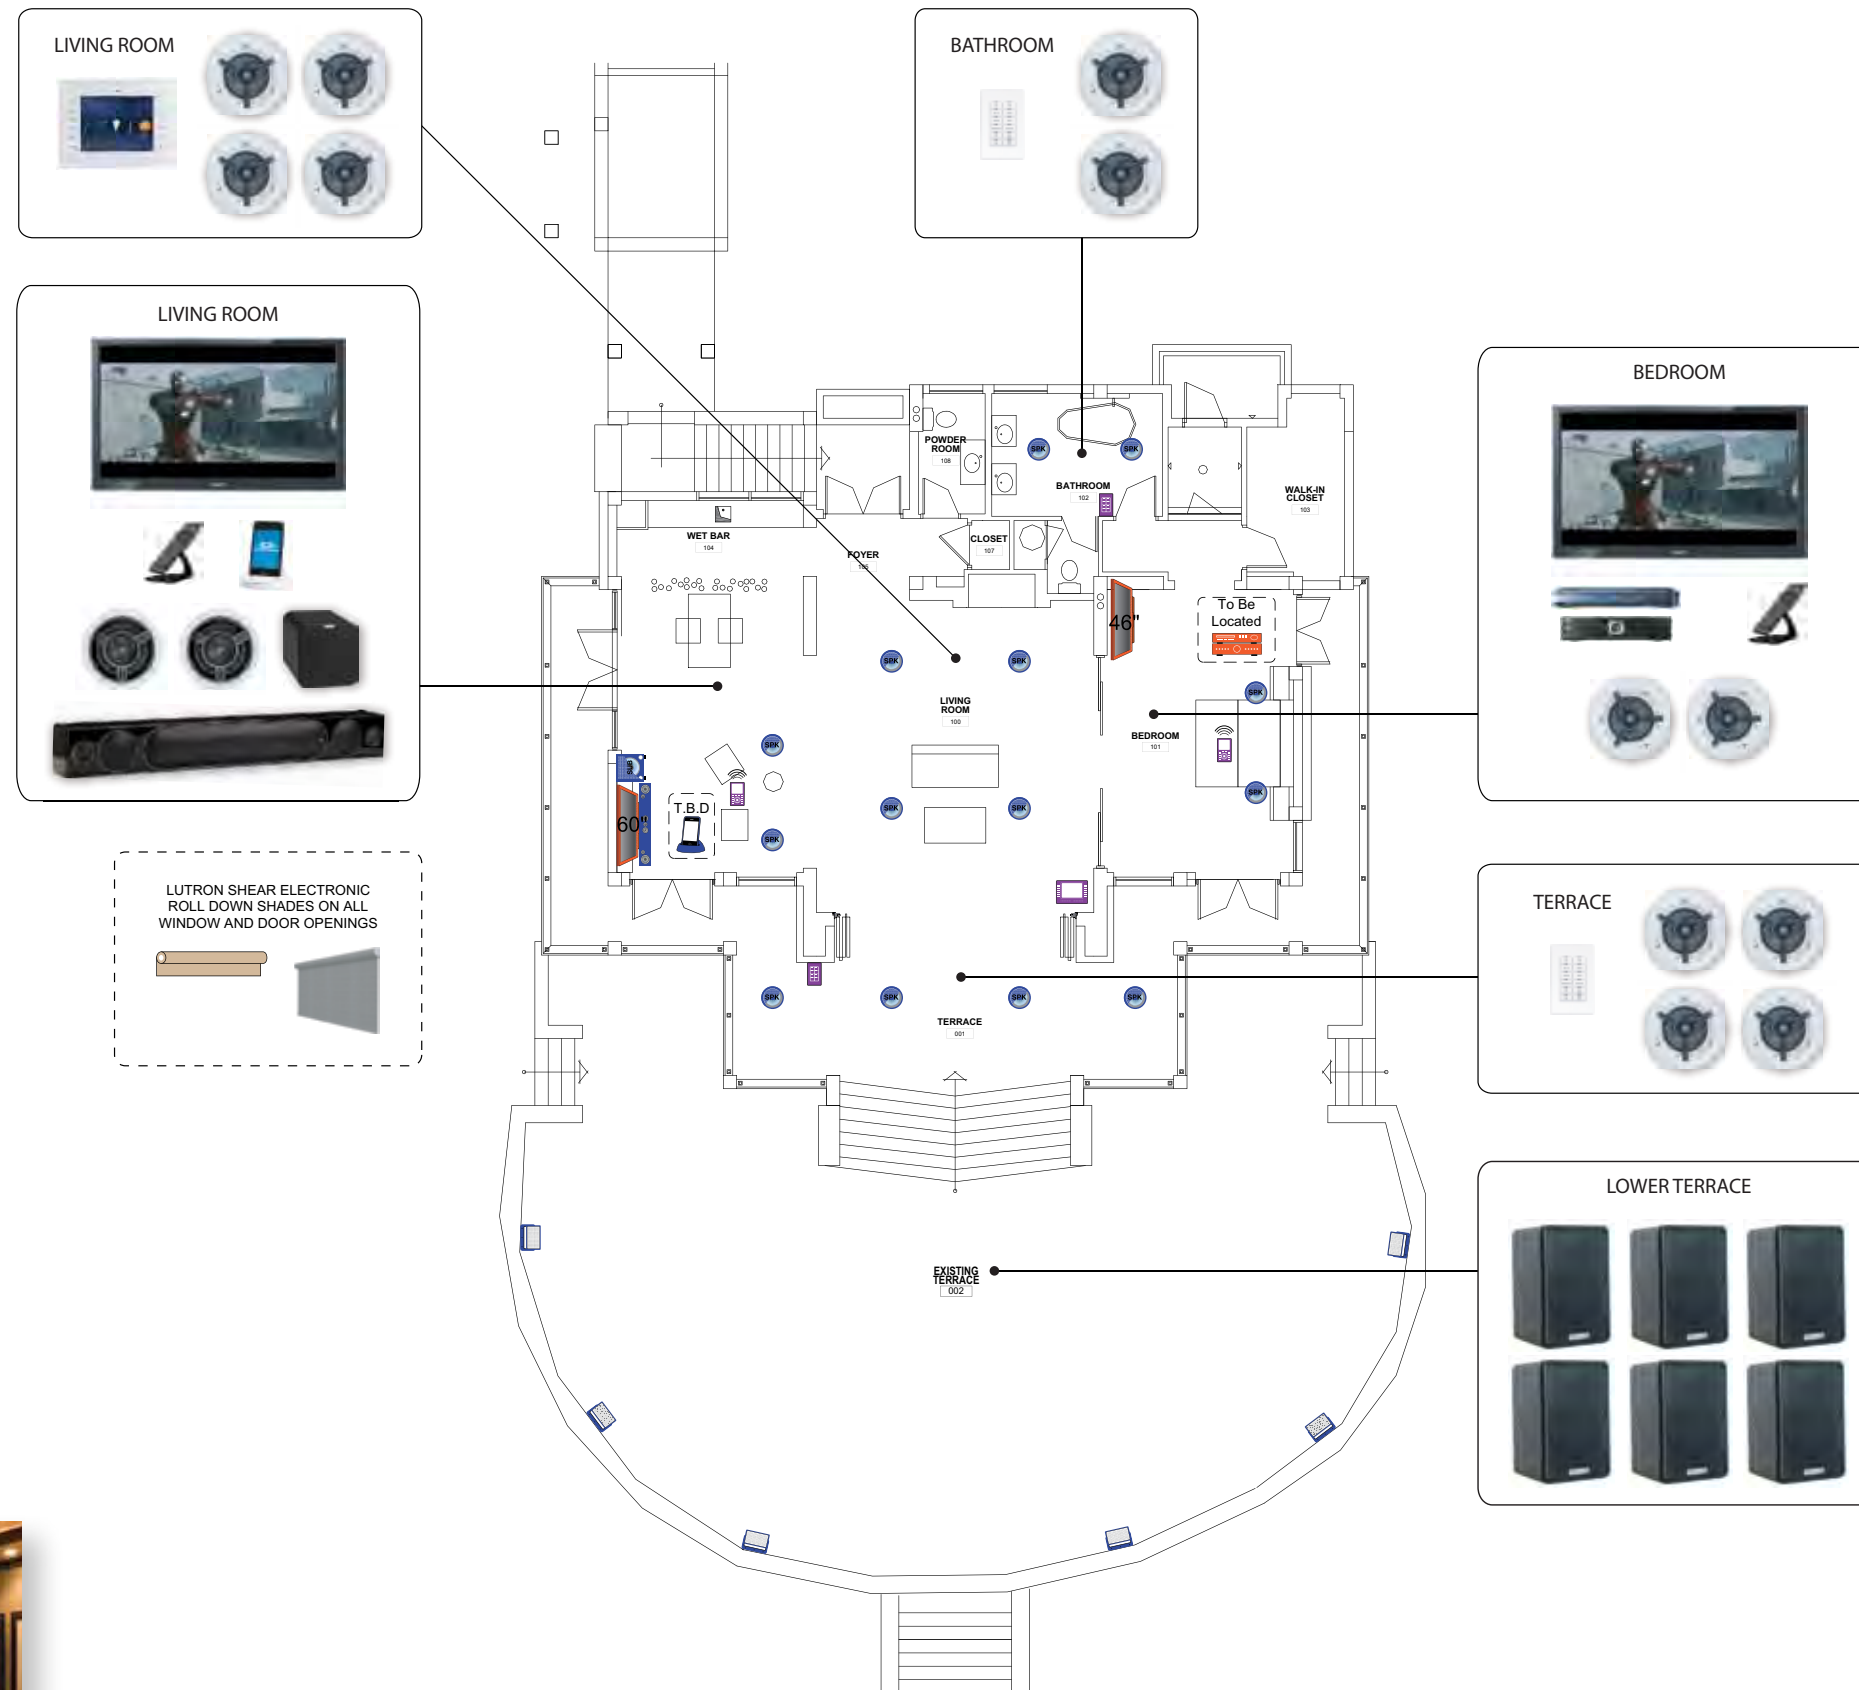 LIVING ROOM
BATHROOM
LIVING ROOM
BEDROOM
POWDER
ROOM
108
SPK
SPK
BATHROOM
102
WALK-IN
CLOSET
103
WET BAR
104
FOYER
CLOSET
107
46"
To Be
Located
SPK
SPK
LIVING
ROOM
100
SPK
BEDROOM
101
SPK
SUB
60"
T.B.D
SPK
SPK
SPK
SPK
LUTRON SHEAR ELECTRONIC
ROLL DOWN SHADES ON ALL
WINDOW AND DOOR OPENINGS
TERRACE
SPK
SPK
SPK
SPK
TERRACE
001
LOWER TERRACE
EXISTING
TERRACE
002